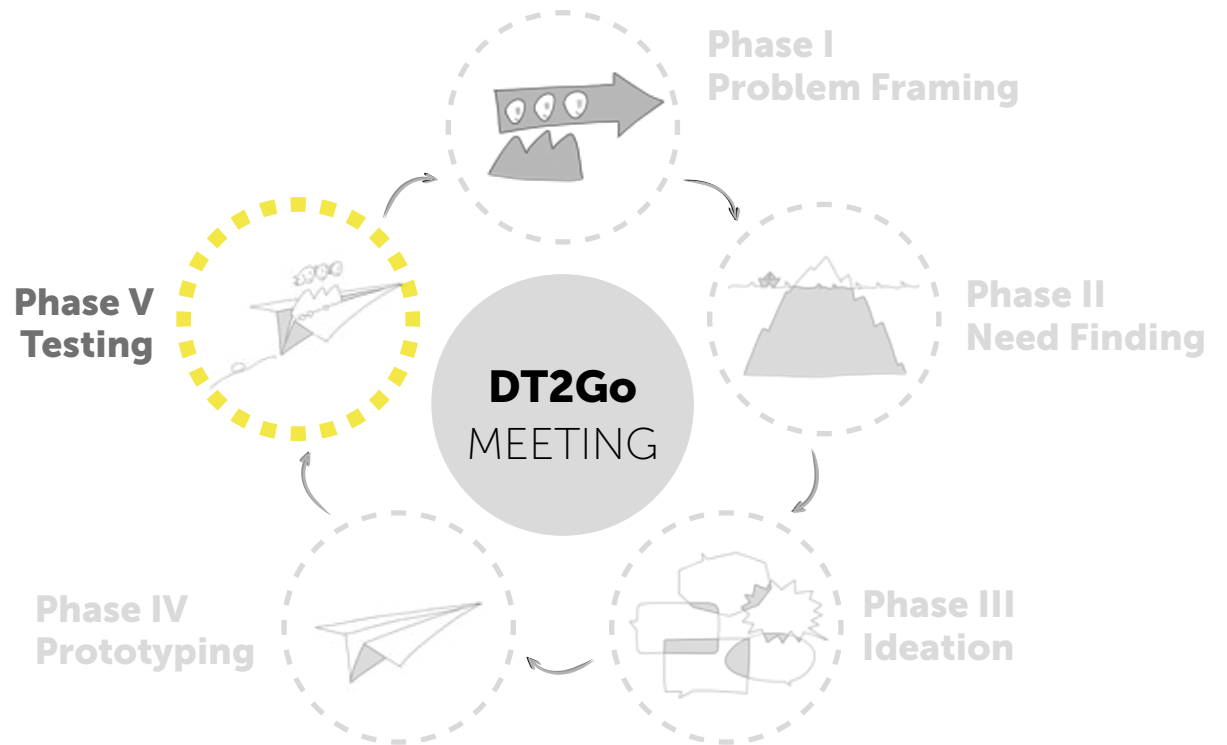 Phase I
Problem Framing
Phase II
Need Finding
Phase III
Ideation
Phase IV
Prototyping
Phase V
Testing
DT2Go
MEETING